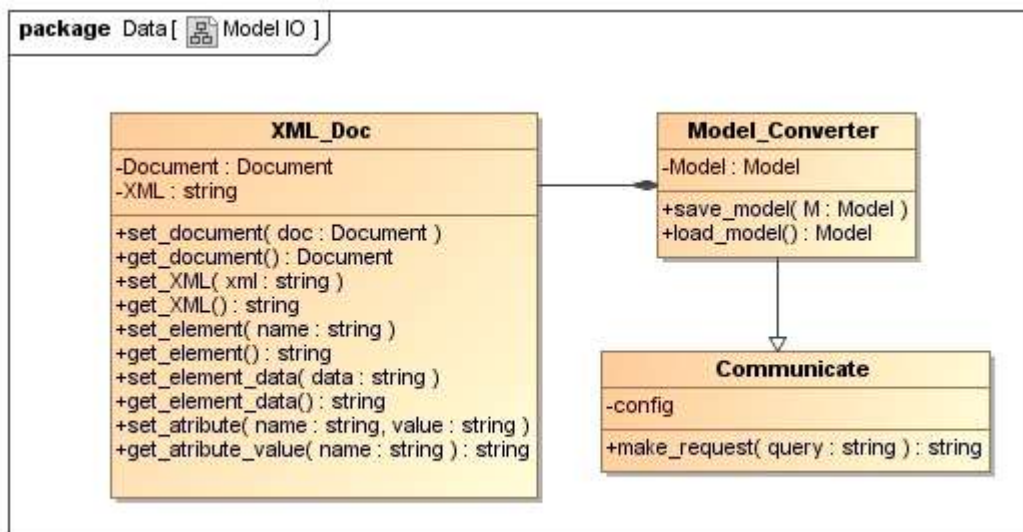 package Data [ Model IO ]
XML_Doc
-Document : Document
-XML : string
+set_document( doc : Document )
+get_document() : Document
+set_XML( xml : string )
+get_XML() : string
+set_element( name : string )
+get_element() : string
+set_element_data( data : string )
+get_element_data() : string
+set_atribute( name : string, value : string )
+get_atribute_value( name : string ) : string
Model_Converter
-Model : Model
+save_model( M : Model )
+load_model() : Model
Communicate
-config
+make_request( query : string ) : string